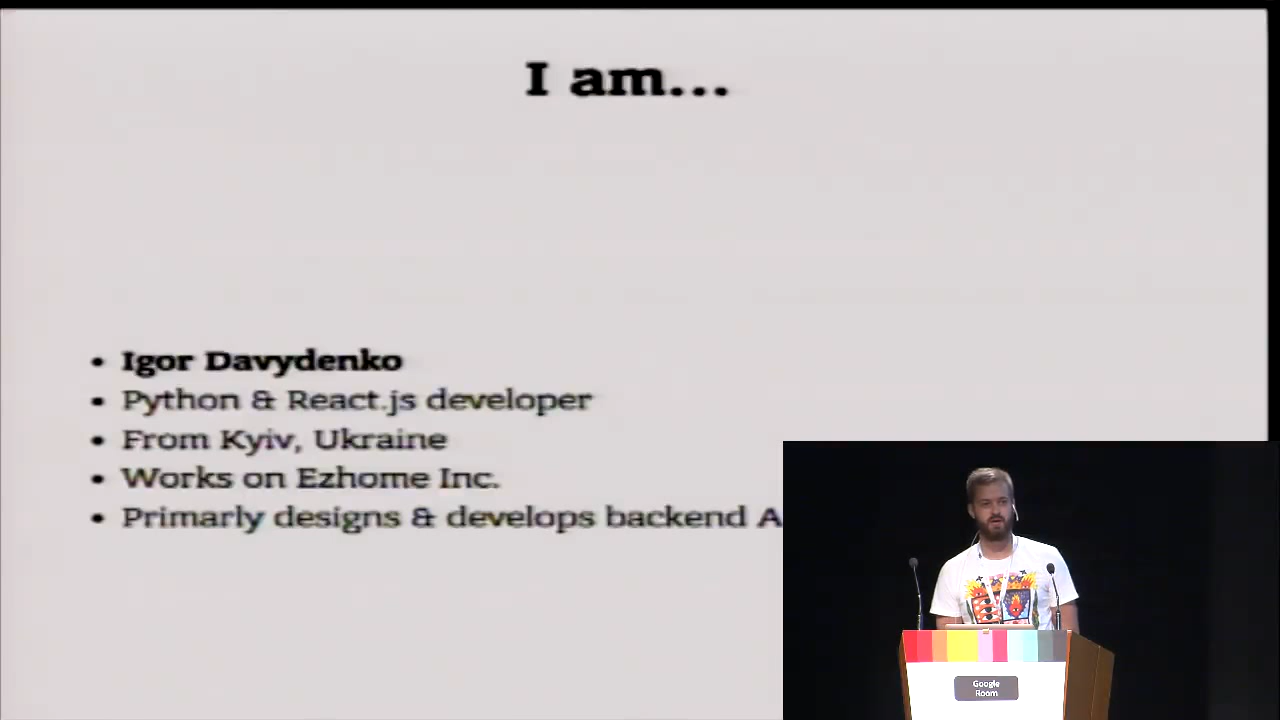 I am...
• Igor Davydenko
• Python & React.js developer
• From Kyiv, Ukraine
• Works on Ezhome Inc.
• Primarly designs & develops backend A
Google
Room